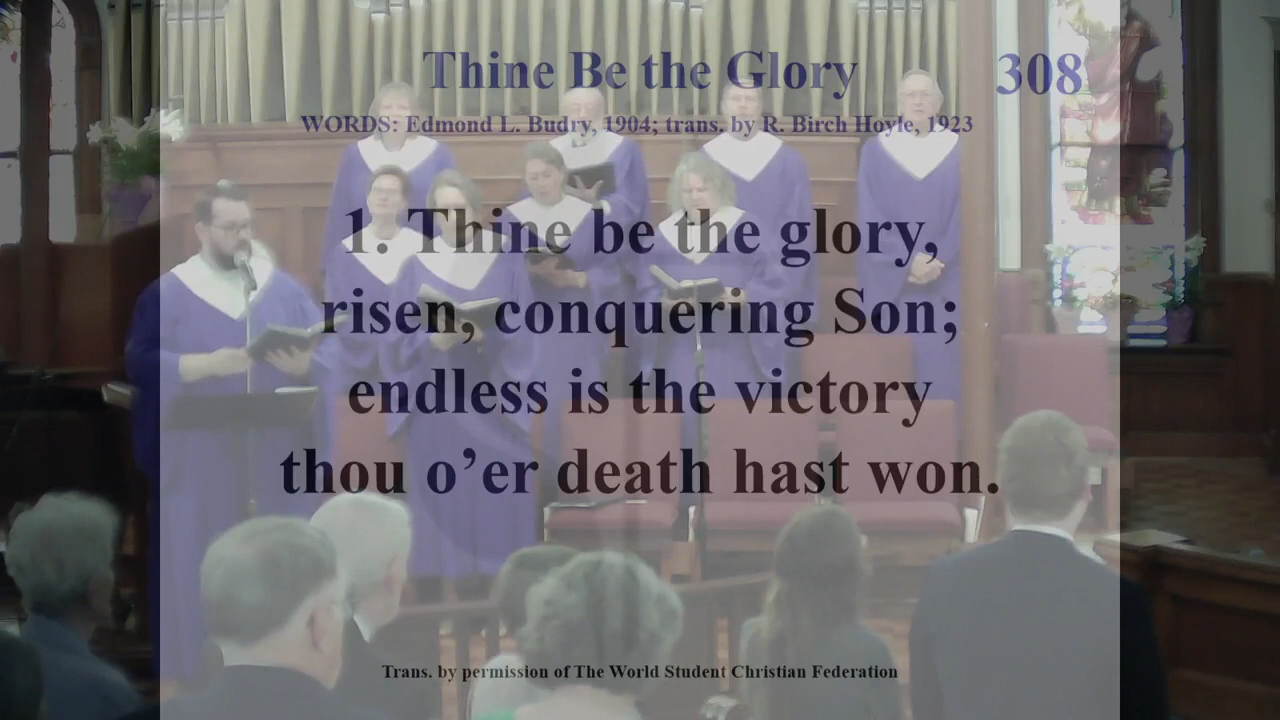 Thine Be the Glory 308
WORDS: Edmond L. Budry, 1904; trans. by R. Birch Hoyle, 1923
1. Thine be the glory,
risen, conquering Son;
endless is the victory
thou o’er death hast won.
Trans. by permission of The World Student Christian Federation